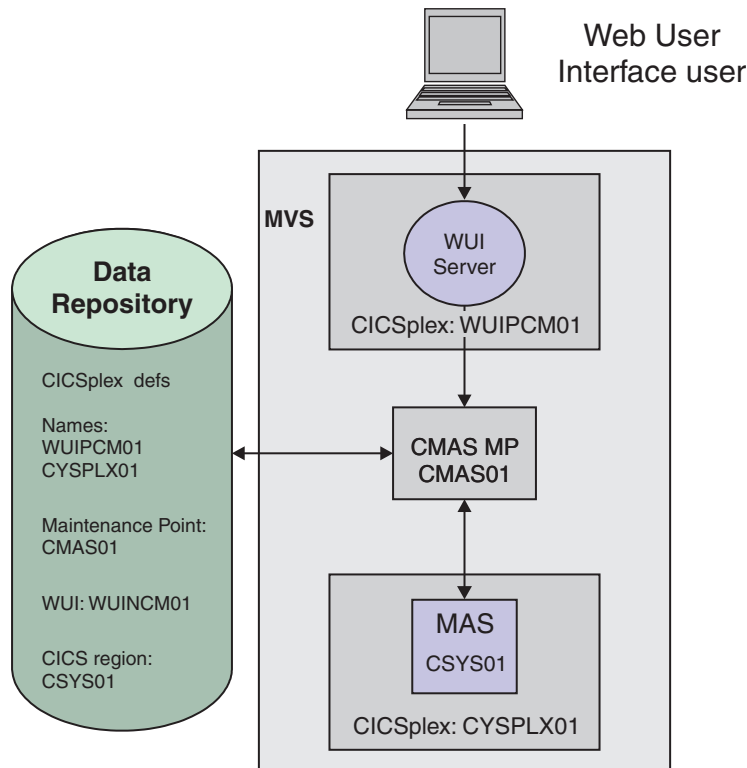 Web User
Interface user
MVS
WUI
Server
CICSplex: WUIPCM01
Data
Repository
CICSplex defs
Names:
WUIPCM01
CYSPLX01
Maintenance Point:
CMAS01
WUI: WUINCM01
CICS region:
CSYS01
CMAS MP
CMAS01
MAS
CSYS01
CICSplex: CYSPLX01